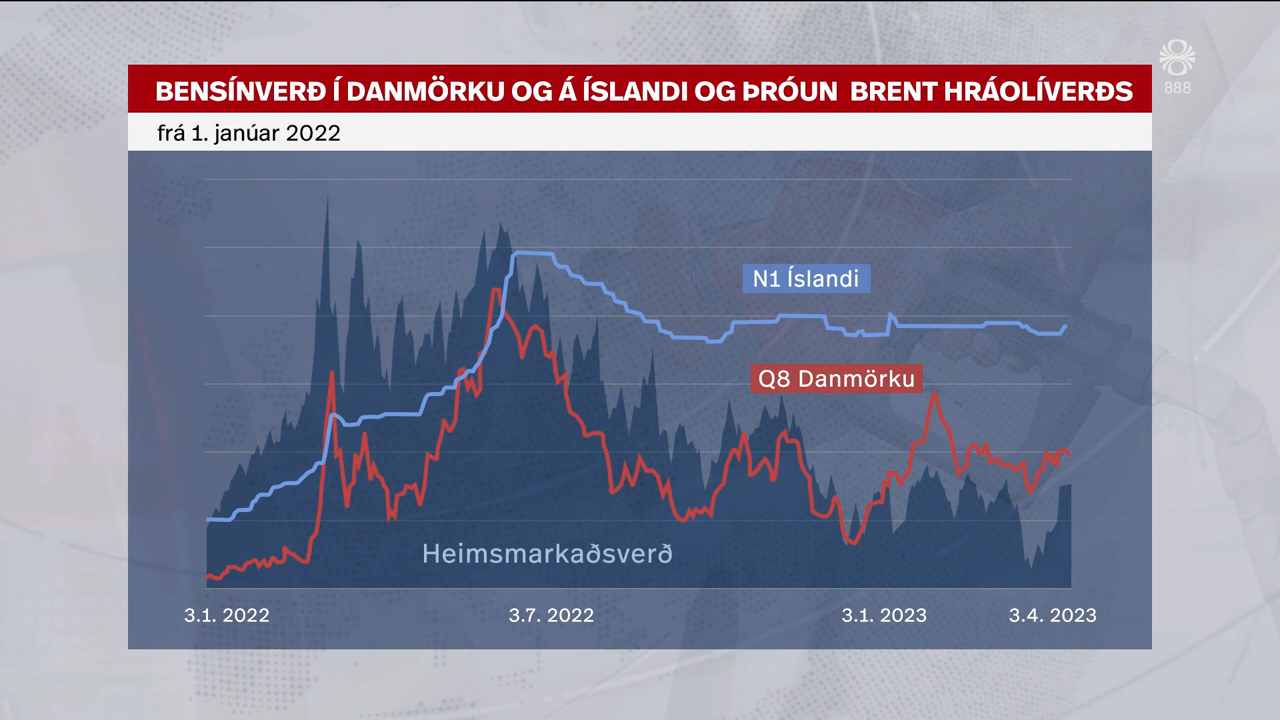 BENSÍNVERÐ Í DANMÖRKU OG Á ÍSLANDI OG ÞRÓUN BRENT HRÁOLÍVERÐS
888
frá 1. janúar 2022
N1 Íslandi
Q8 Danmörku
Heimsmarkaðsverð
3.1. 2022
3.7. 2022
3.1. 2023
3.4. 2023